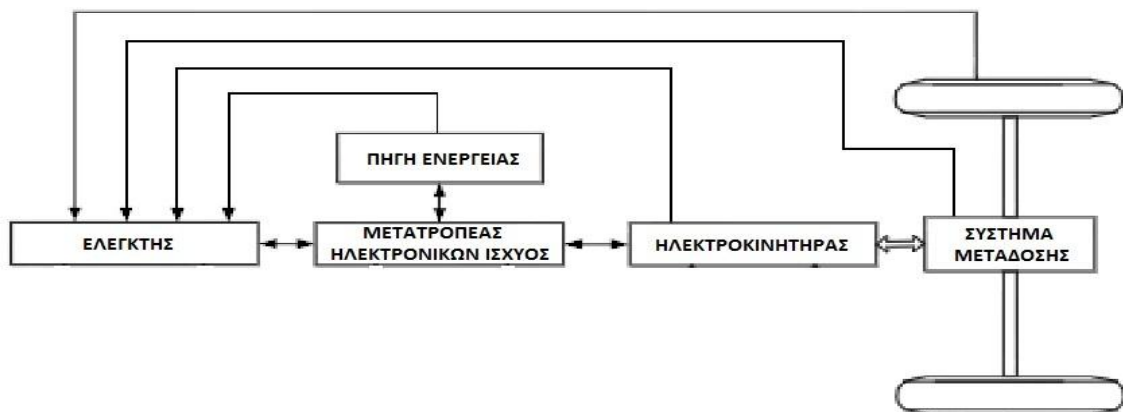 ΠΗΓΗ ΕΝΕΡΓΕΙΑΣ
ΕΛΕΓΚΤΗΣ
ΜΕΤΑΤΡΟΠΕΑΣ
ΗΛΕΚΤΡΟΝΙΚΩΝ ΙΣΧΥΟΣ
ΗΛΕΚΤΡΟΚΙΝΗΤΗΡΑΣ
ΣΥΣΤΗΜΑ
ΜΕΤΑΔΟΣΗΣ